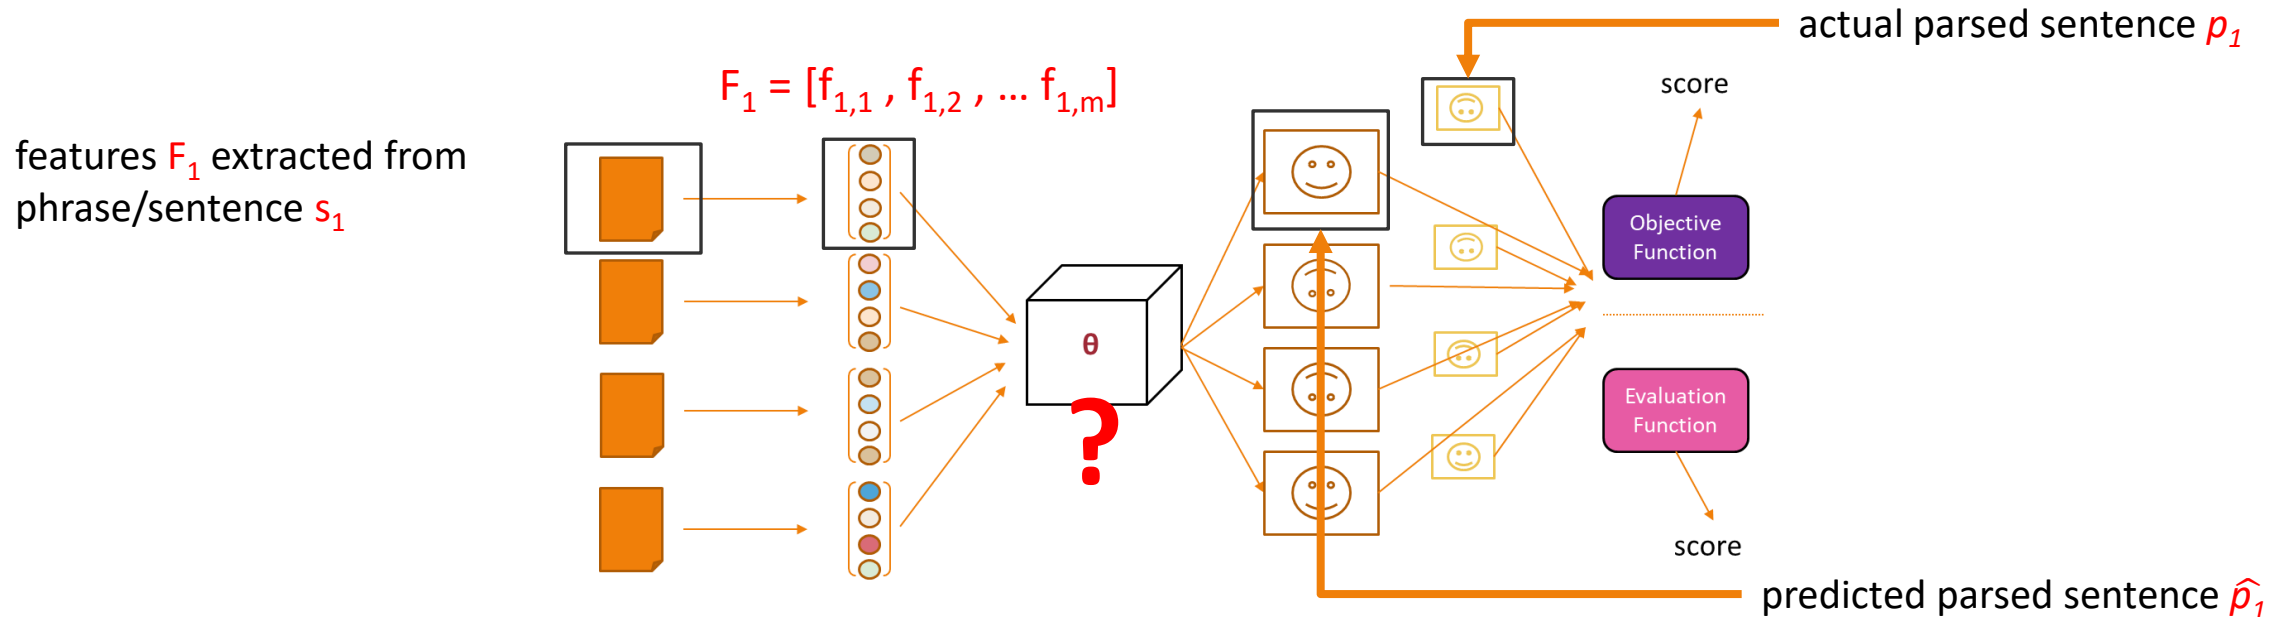 actual parsed sentence p₁
F₁ = [f₁,₁ , f₁,₂ , … f₁,ₘ]
score
features F₁ extracted from
phrase/sentence s₁
Objective
Function
θ
?
Evaluation
Function
score
predicted parsed sentence p̂₁